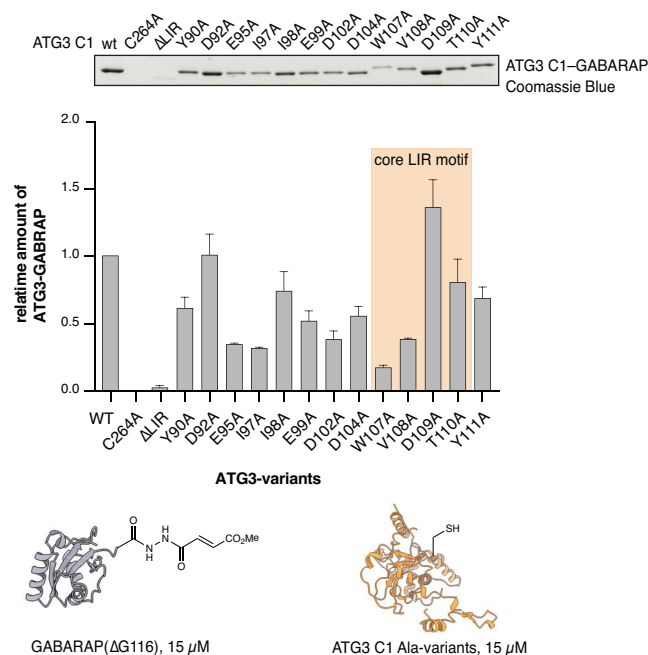 ATG3 C1 wt C264A ΔLIR Y90A D92A E95A I97A I98A E99A D102A D104A W107A V108A D109A T110A Y111A
ATG3 C1–GABARAP
Coomassie Blue
2.0
core LIR motif
1.5
relatime amount of
ATG3-GABRAP
1.0
0.5
0.0
WT C264A ΔLIR Y90A D92A E95A I97A I98A E99A D102A D104A W107A V108A D109A T110A Y111A
ATG3-variants
O
H
N
N
H
O
CO₂Me
SH
GABARAP(ΔG116), 15 µM
ATG3 C1 Ala-variants, 15 µM